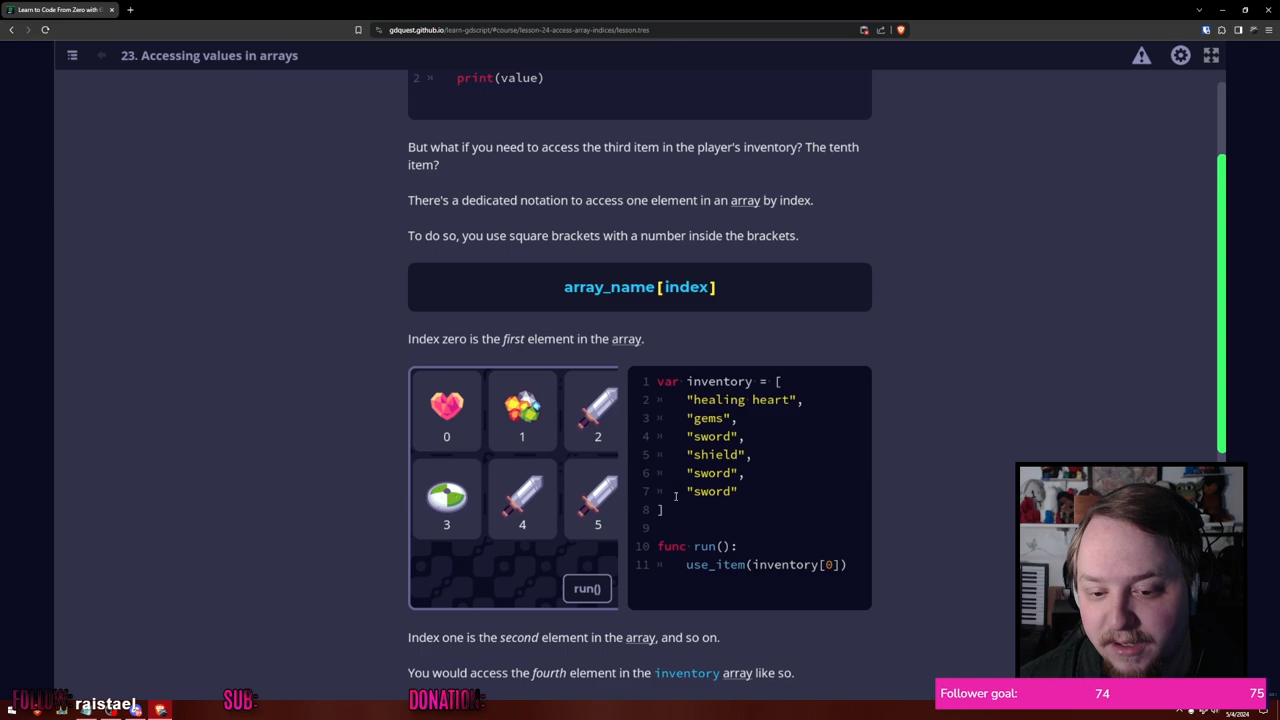 Learn to Code From Zero with
gdquest.github.io/learn-gdscript/#course/lesson-24-access-array-indices/lesson.tres
23. Accessing values in arrays
2 print(value)
But what if you need to access the third item in the player's inventory? The tenth
item?
There's a dedicated notation to access one element in an array by index.
To do so, you use square brackets with a number inside the brackets.
array_name[index]
Index zero is the first element in the array.
0 1 2
3 4 5
run()
1 var inventory = [
2 "healing heart",
3 "gems",
4 "sword",
5 "shield",
6 "sword",
7 "sword"
8 ]
9
10 func run():
11 use_item(inventory[0])
Index one is the second element in the array, and so on.
You would access the fourth element in the inventory array like so.
FOLLOW: raistael SUB: DONATION:
Follower goal: 74 75
5/4/2024